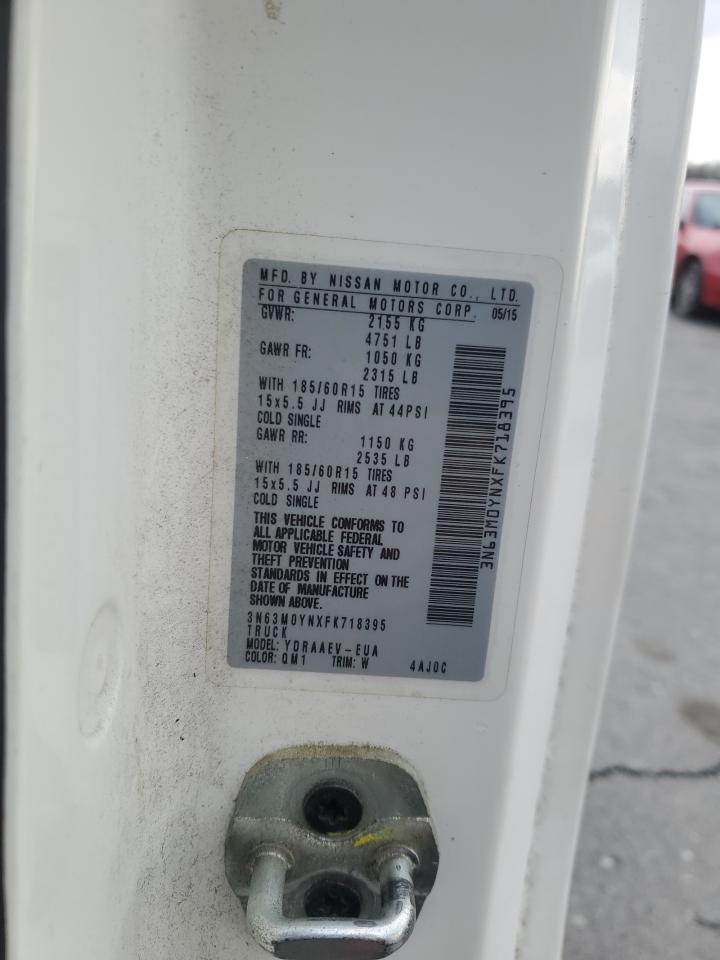 MFD. BY NISSAN MOTOR CO., LTD.
FOR GENERAL MOTORS CORP. 05/15
GVWR: 2155 KG
4751 LB
GAWR FR: 1050 KG
2315 LB
WITH 185/60R15 TIRES
15x5.5 JJ RIMS AT 44PSI
COLD SINGLE
GAWR RR: 1150 KG
2535 LB
WITH 185/60R15 TIRES
15x5.5 JJ RIMS AT 48 PSI
COLD SINGLE
THIS VEHICLE CONFORMS TO
ALL APPLICABLE FEDERAL
MOTOR VEHICLE SAFETY AND
THEFT PREVENTION
STANDARDS IN EFFECT ON THE
DATE OF MANUFACTURE
SHOWN ABOVE.
3N63M0YNXFK718395
TRUCK
MODEL: YDRAAEV-EUA
COLOR: QM1 TRIM: W 4AJ0C
3N63M0YNXFK718395